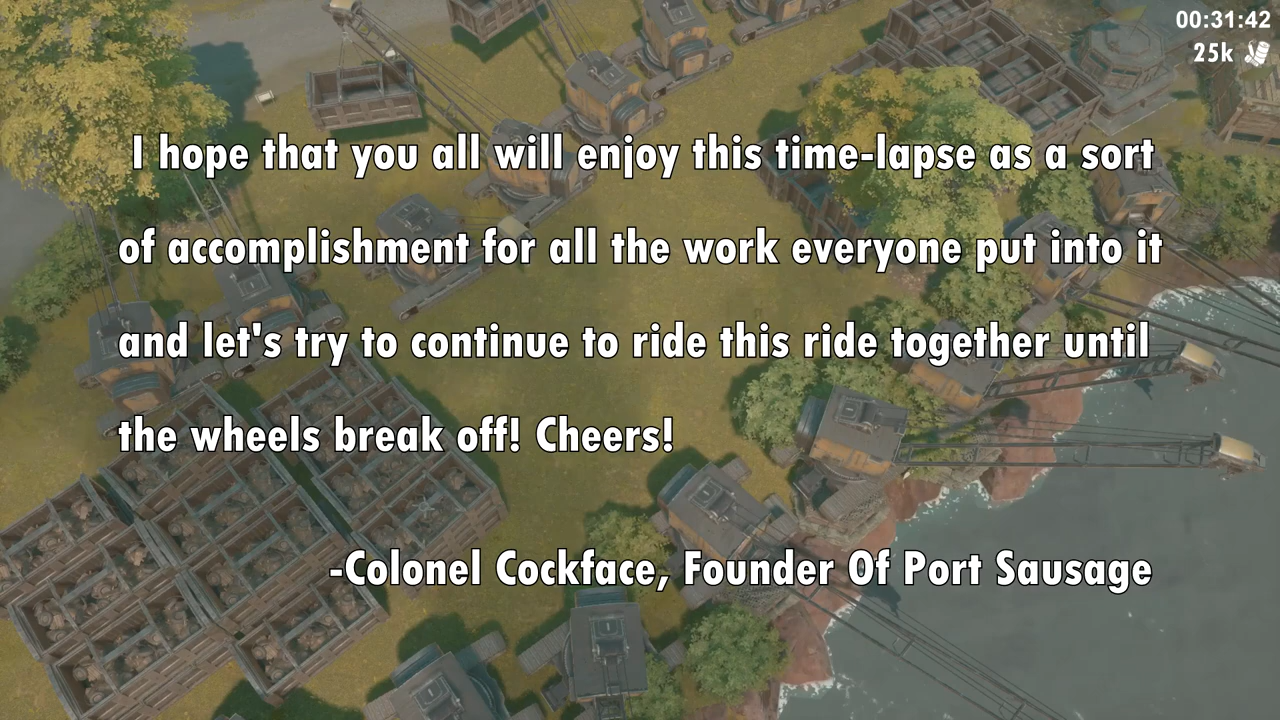 00:31:42
25k
I hope that you all will enjoy this time-lapse as a sort
of accomplishment for all the work everyone put into it
and let's try to continue to ride this ride together until
the wheels break off! Cheers!
-Colonel Cockface, Founder Of Port Sausage